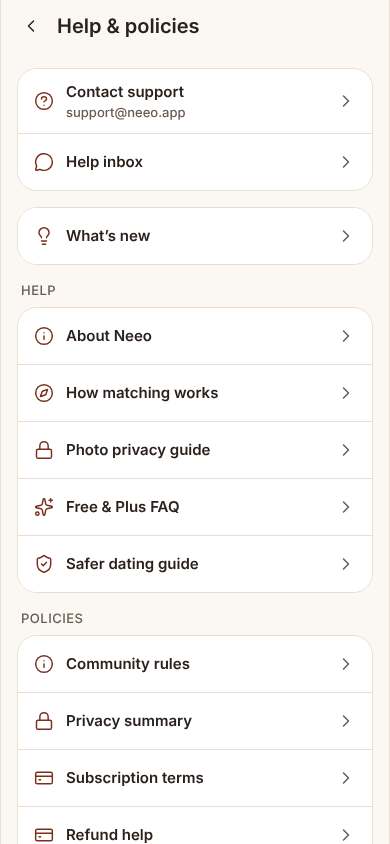 Help & policies
Contact support
support@neeo.app
Help inbox
What’s new
HELP
About Neeo
How matching works
Photo privacy guide
Free & Plus FAQ
Safer dating guide
POLICIES
Community rules
Privacy summary
Subscription terms
Refund help